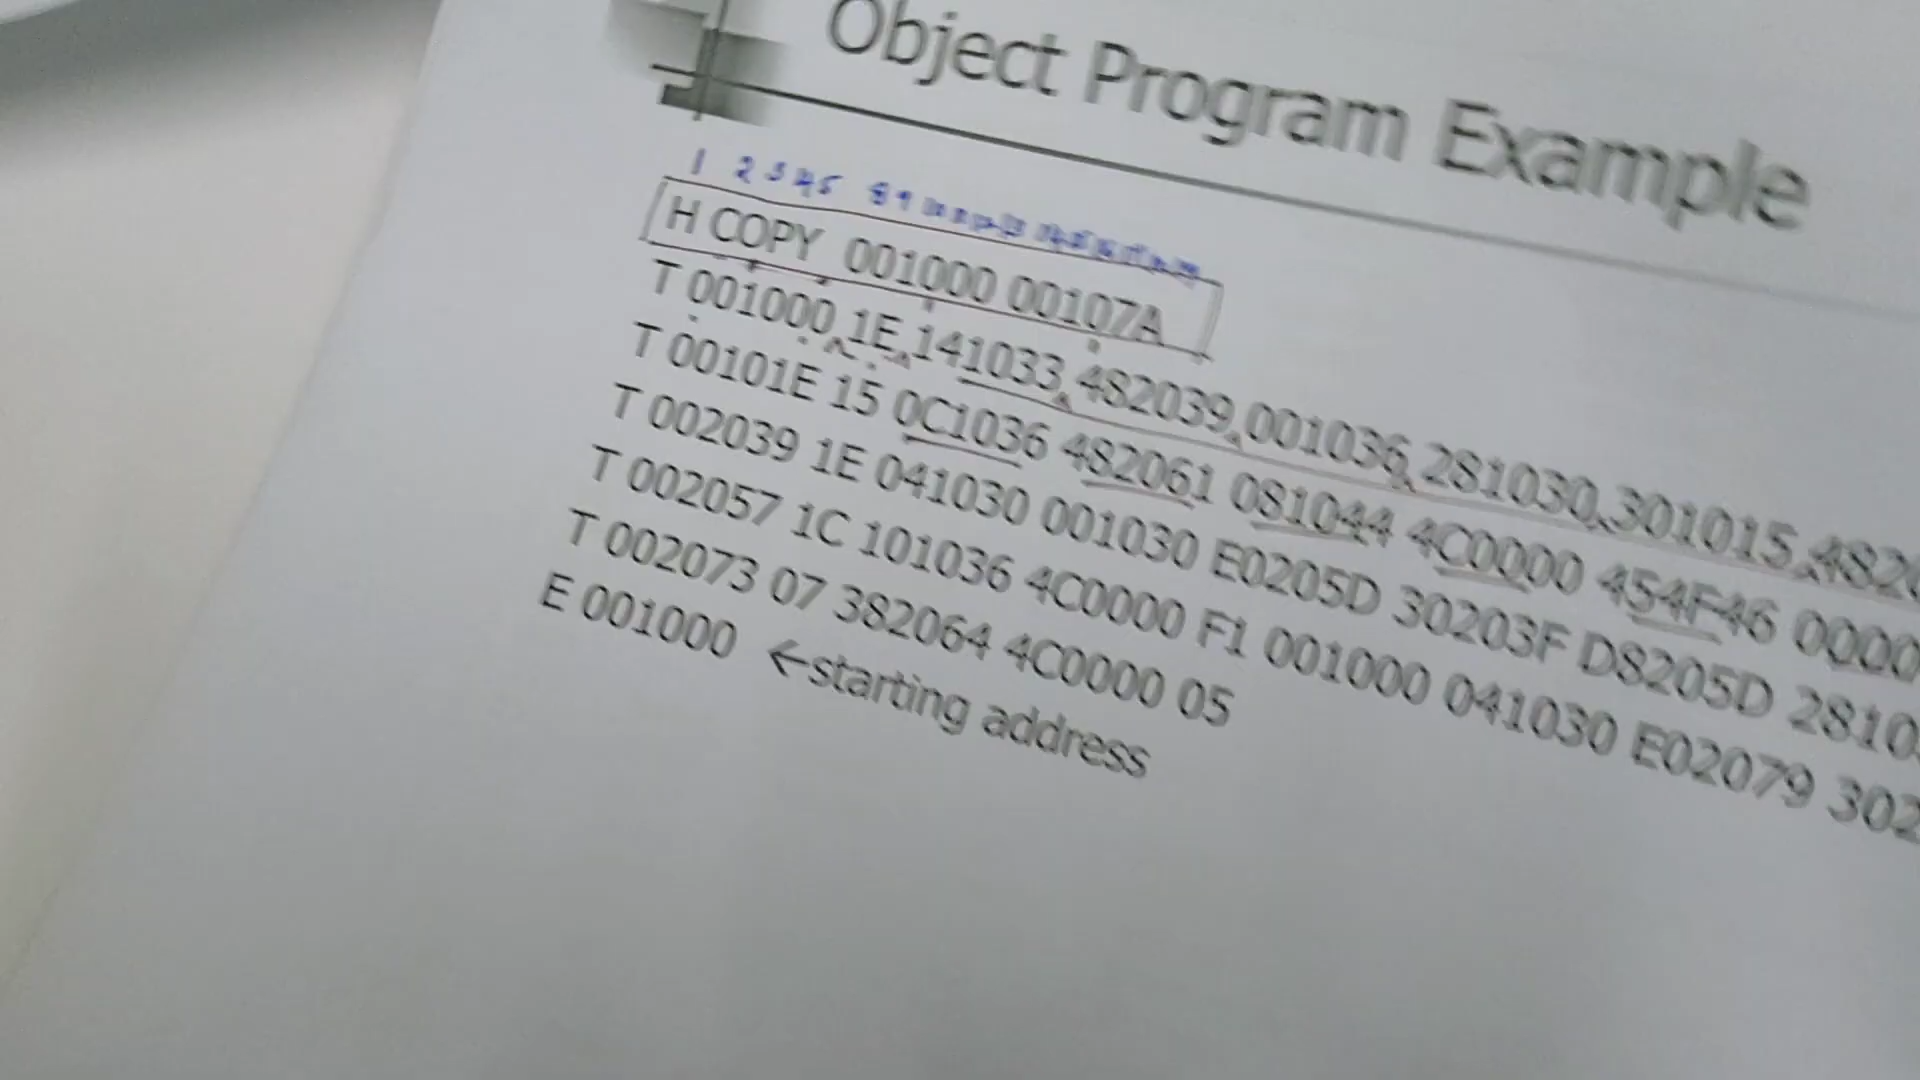 Object Program Example
1 2 3 4 5 8 9
H COPY 001000 00107A
T 001000 1E 141033 482039 001036 281030 301015 482
T 00101E 15 0C1036 482061 081044 4C0000 454F46 0000
T 002039 1E 041030 001030 E0205D 30203F D8205D 2810
T 002057 1C 101036 4C0000 F1 001000 041030 E02079 302
T 002073 07 382064 4C0000 05
E 001000 ←starting address